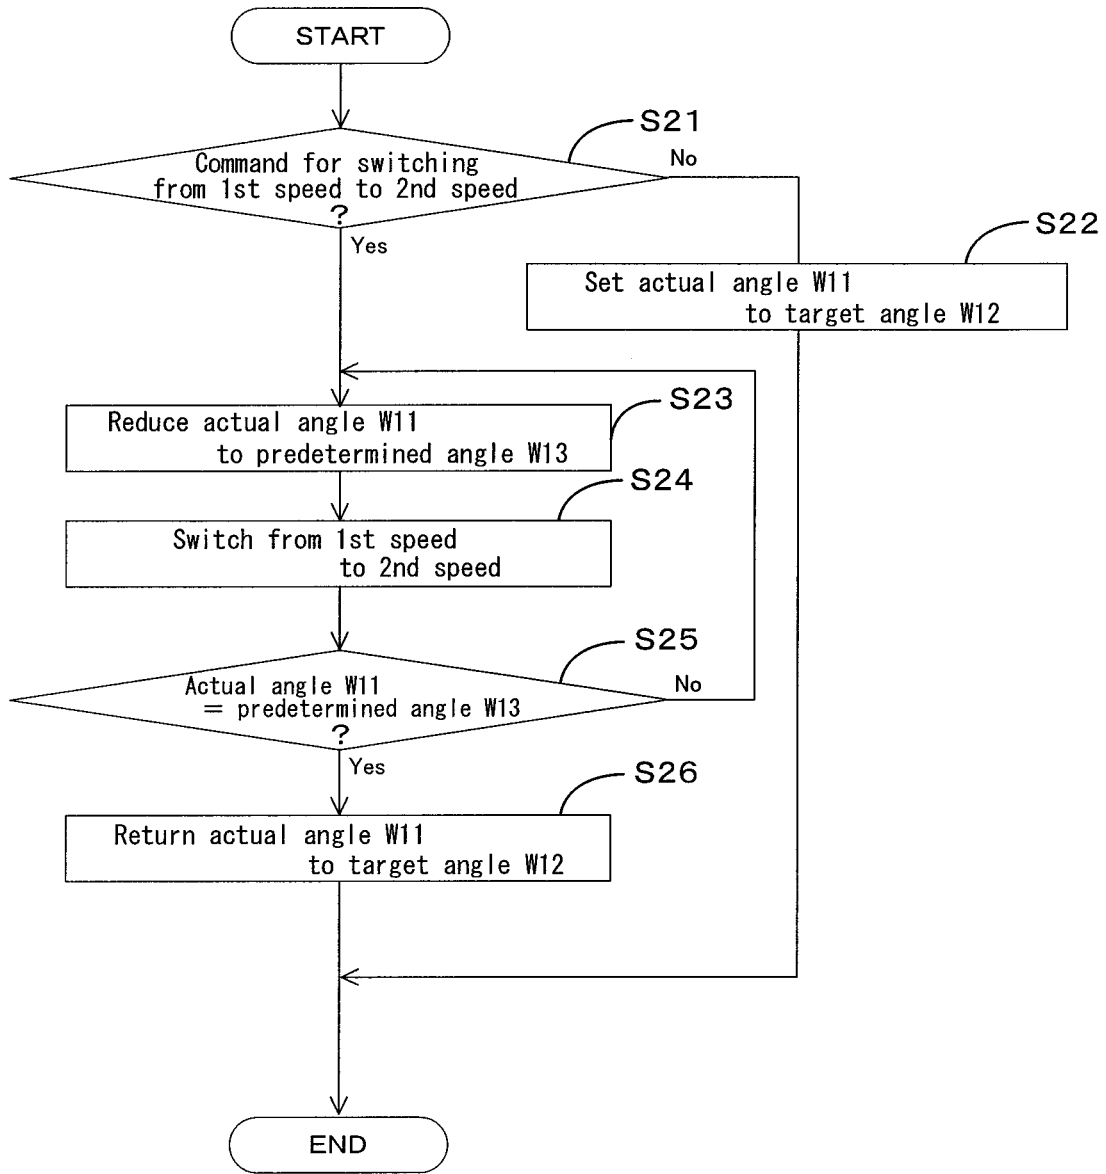 START
S21
Command for switching
from 1st speed to 2nd speed
?
No
Yes
S22
Set actual angle W11
to target angle W12
S23
Reduce actual angle W11
to predetermined angle W13
S24
Switch from 1st speed
to 2nd speed
S25
Actual angle W11
= predetermined angle W13
?
No
Yes
S26
Return actual angle W11
to target angle W12
END